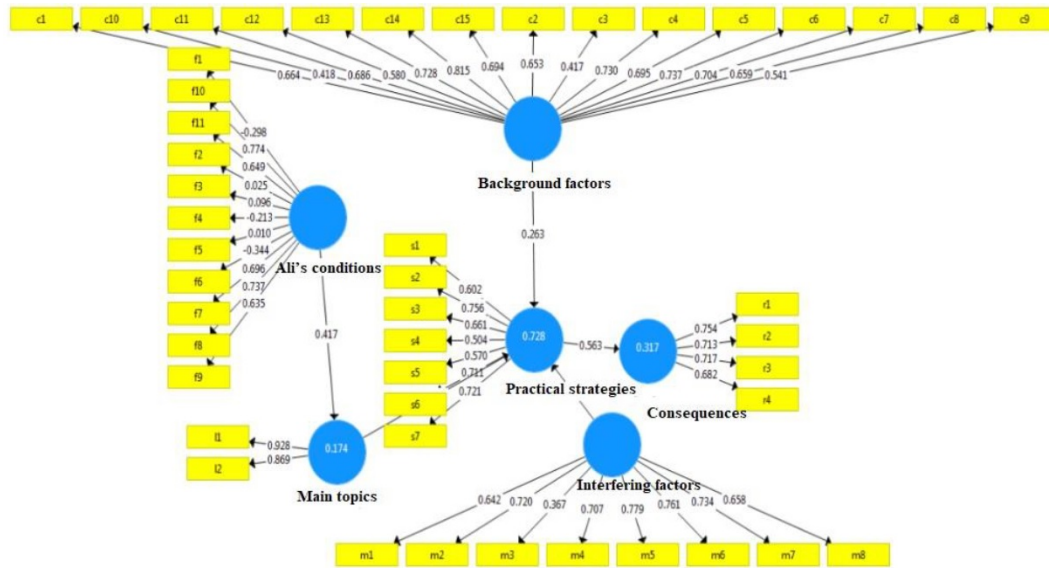 c1 c10 c11 c12 c13 c14 c15 c2 c3 c4 c5 c6 c7 c8 c9
0.664 0.418 0.686 0.580 0.728 0.815 0.694 0.653 0.417 0.730 0.695 0.737 0.704 0.659 0.541
Background factors
0.263
f1
f10
f11
f2
f3
f4
f5
f6
f7
f8
f9
-0.298
0.774
0.649
0.025
0.096
-0.213
0.010
-0.344
0.696
0.737
0.635
Ali's conditions
0.417
s1
s2
s3
s4
s5
s6
s7
0.602
0.756
0.661
0.504
0.570
0.711
0.721
0.728
Practical strategies
0.563
0.317
Consequences
0.754
0.713
0.717
0.682
r1
r2
r3
r4
l1
l2
0.928
0.869
0.174
Main topics
Interfering factors
0.642 0.720 0.367 0.707 0.779 0.761 0.734 0.658
m1 m2 m3 m4 m5 m6 m7 m8